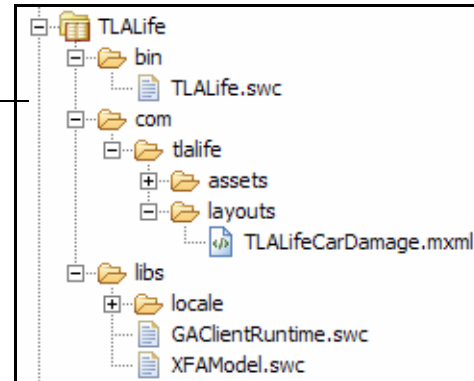 TLALife
bin
TLALife.swc
com
tlalife
assets
layouts
TLALifeCarDamage.mxml
libs
locale
GAClientRuntime.swc
XFAModel.swc